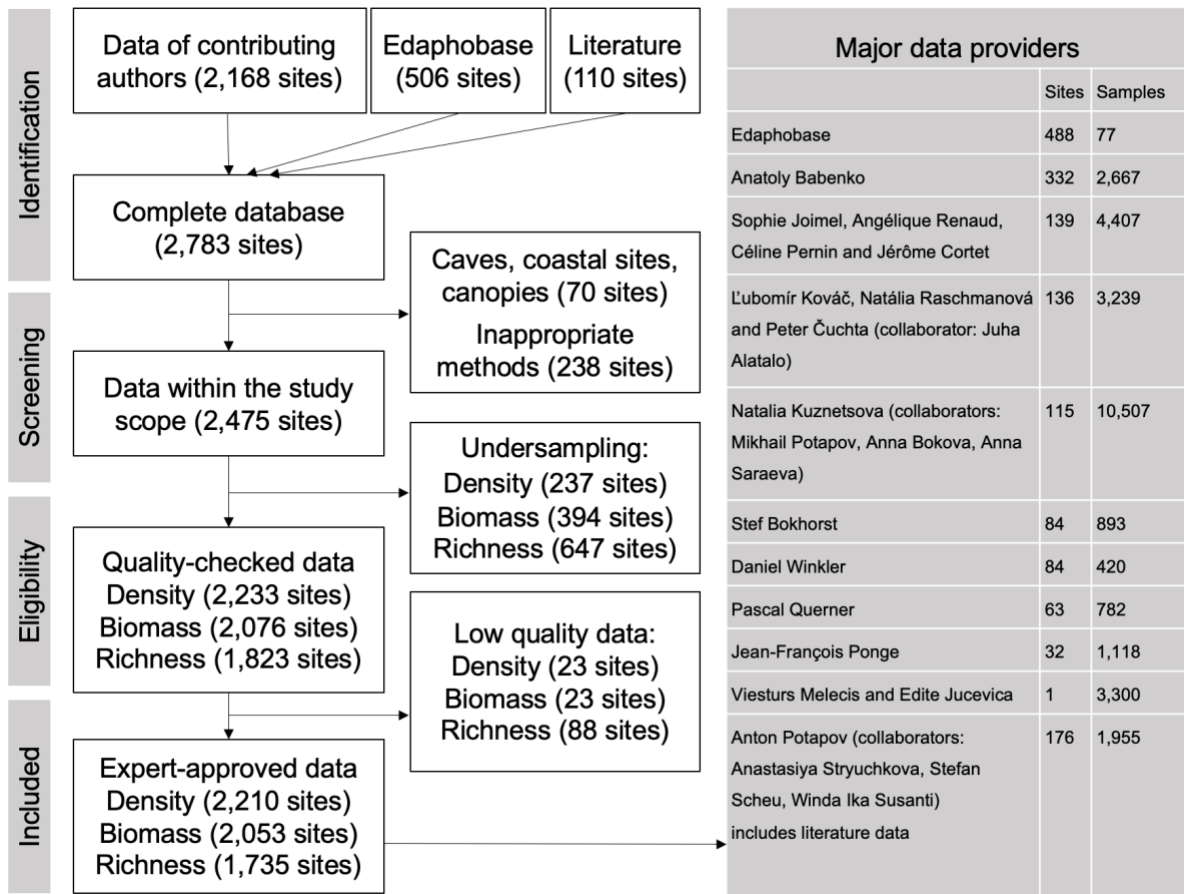 Identification
Data of contributing
authors (2,168 sites)
Edaphobase
(506 sites)
Literature
(110 sites)
Complete database
(2,783 sites)
Caves, coastal sites,
canopies (70 sites)
Inappropriate
methods (238 sites)
Screening
Data within the study
scope (2,475 sites)
Undersampling:
Density (237 sites)
Biomass (394 sites)
Richness (647 sites)
Eligibility
Quality-checked data
Density (2,233 sites)
Biomass (2,076 sites)
Richness (1,823 sites)
Low quality data:
Density (23 sites)
Biomass (23 sites)
Richness (88 sites)
Included
Expert-approved data
Density (2,210 sites)
Biomass (2,053 sites)
Richness (1,735 sites)
Major data providers
Sites Samples
Edaphobase 488 77
Anatoly Babenko 332 2,667
Sophie Joimel, Angélique Renaud, 139 4,407
Céline Pernin and Jérôme Cortet
Ľubomír Kováč, Natália Raschmanová 136 3,239
and Peter Čuchta (collaborator: Juha
Alatalo)
Natalia Kuznetsova (collaborators: 115 10,507
Mikhail Potapov, Anna Bokova, Anna
Saraeva)
Stef Bokhorst 84 893
Daniel Winkler 84 420
Pascal Querner 63 782
Jean-François Ponge 32 1,118
Viesturs Melecis and Edite Jucevica 1 3,300
Anton Potapov (collaborators: 176 1,955
Anastasiya Stryuchkova, Stefan
Scheu, Winda Ika Susanti)
includes literature data